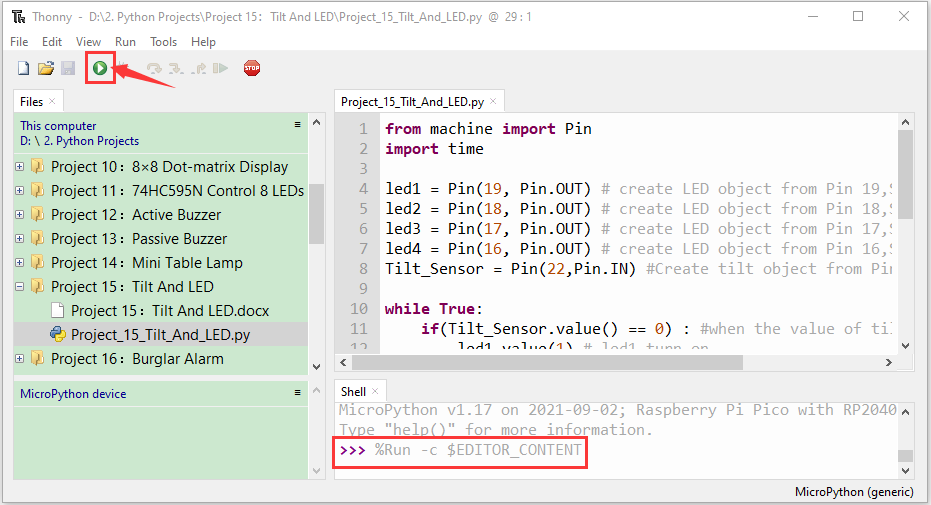 Thonny - D:\2. Python Projects\Project 15：Tilt And LED\Project_15_Tilt_And_LED.py @ 29 : 1
File Edit View Run Tools Help
STOP
Files ×
This computer
D: \ 2. Python Projects
Project 10：8×8 Dot-matrix Display
Project 11：74HC595N Control 8 LEDs
Project 12：Active Buzzer
Project 13：Passive Buzzer
Project 14：Mini Table Lamp
Project 15：Tilt And LED
Project 15：Tilt And LED.docx
Project_15_Tilt_And_LED.py
Project 16：Burglar Alarm
MicroPython device
Project_15_Tilt_And_LED.py ×
1 from machine import Pin
2 import time
3
4 led1 = Pin(19, Pin.OUT) # create LED object from Pin 19,S
5 led2 = Pin(18, Pin.OUT) # create LED object from Pin 18,S
6 led3 = Pin(17, Pin.OUT) # create LED object from Pin 17,S
7 led4 = Pin(16, Pin.OUT) # create LED object from Pin 16,S
8 Tilt_Sensor = Pin(22,Pin.IN) #Create tilt object from Pin
9
10 while True:
11 if(Tilt_Sensor.value() == 0) : #when the value of til
12 led1.value(1) # led1 turn on
Shell ×
MicroPython v1.17 on 2021-09-02; Raspberry Pi Pico with RP2040
Type "help()" for more information.
>>> %Run -c $EDITOR_CONTENT
MicroPython (generic)